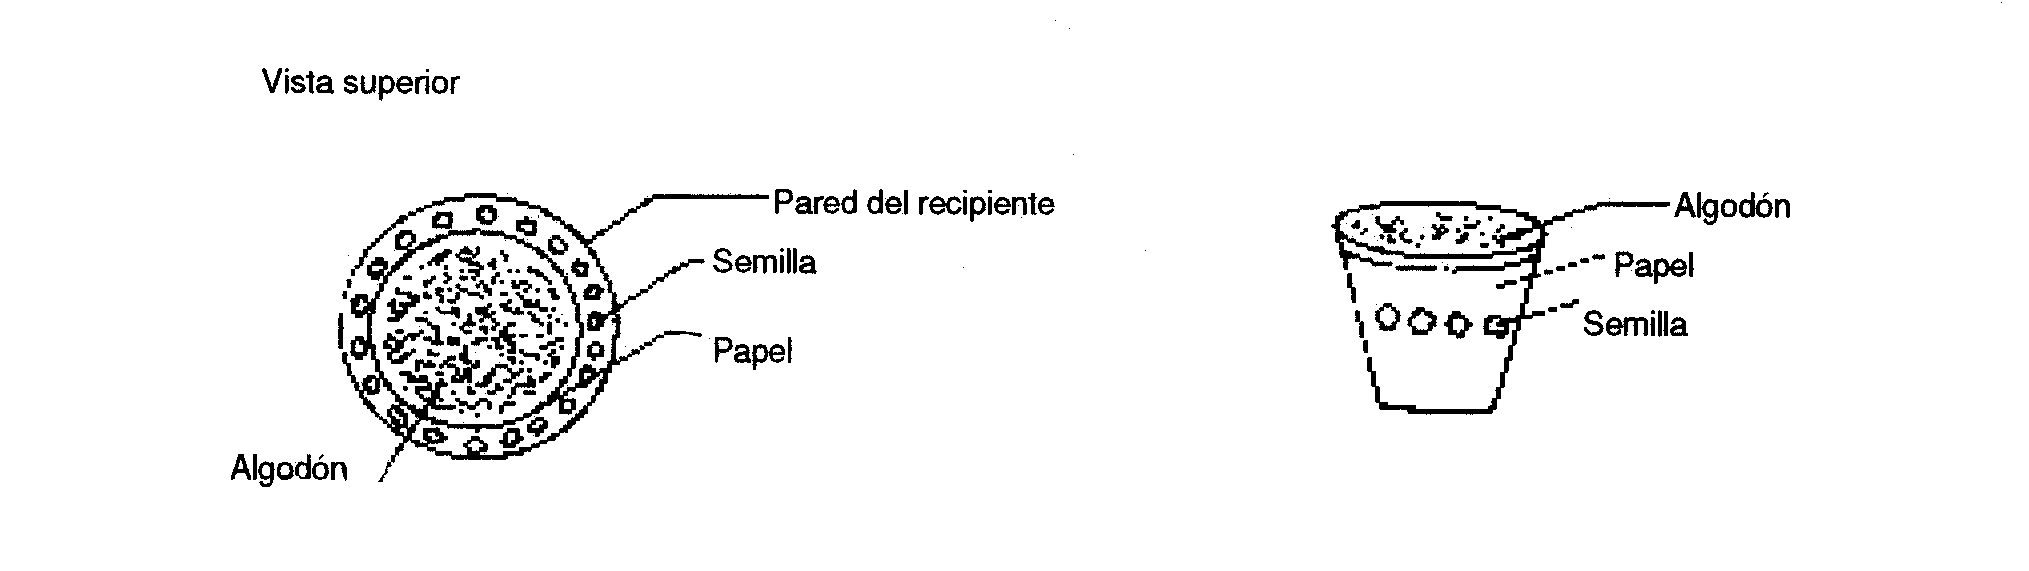 Vista superior
Pared del recipiente
Semilla
Papel
Algodón
Algodón
Papel
Semilla